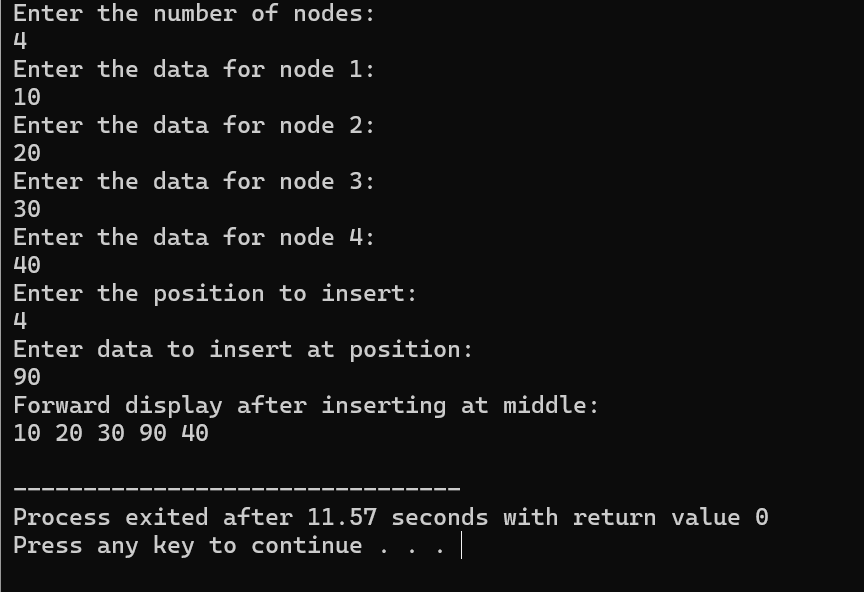 Enter the number of nodes:
4
Enter the data for node 1:
10
Enter the data for node 2:
20
Enter the data for node 3:
30
Enter the data for node 4:
40
Enter the position to insert:
4
Enter data to insert at position:
90
Forward display after inserting at middle:
10 20 30 90 40
--------------------------------
Process exited after 11.57 seconds with return value 0
Press any key to continue . . .